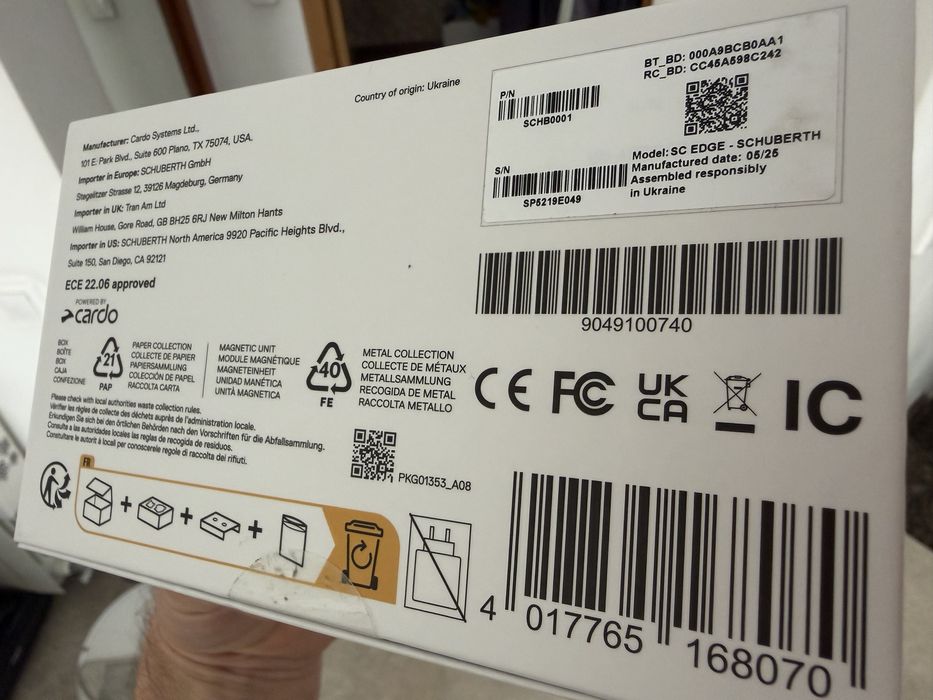 Country of origin: Ukraine
Manufacturer: Cardo Systems Ltd.,
101 E. Park Blvd., Suite 600 Plano, TX 75074, USA.
Importer in Europe: SCHUBERTH GmbH
Stegelitzer Strasse 12, 39126 Magdeburg, Germany
Importer in UK: Tran Am Ltd
William House, Gore Road, GB BH25 6RJ New Milton Hants
Importer in US: SCHUBERTH North America 9920 Pacific Heights Blvd.,
Suite 150, San Diego, CA 92121
ECE 22.06 approved
POWERED BY
cardo
BT_BD: 000A9BCB0AA1
RC_BD: CC45A598C242
P/N
SCHB0001
S/N
SP5219E049
Model: SC EDGE - SCHUBERTH
Manufactured date: 05/25
Assembled responsibly
in Ukraine
9049100740
BOX
BOÎTE
BOX
CAJA
CONFEZIONE
21
PAP
PAPER COLLECTION
COLLECTE DE PAPIER
PAPIERSAMMLUNG
COLECCIÓN DE PAPEL
RACCOLTA CARTA
MAGNETIC UNIT
MODULE MAGNÉTIQUE
MAGNETEINHEIT
UNIDAD MANÉTICA
UNITÀ MAGNETICA
40
FE
METAL COLLECTION
COLLECTE DE MÉTAUX
METALLSAMMLUNG
RECOGIDA DE METAL
RACCOLTA METALLO
CE FC UK CA IC
Please check with local authorities waste collection rules.
Vérifier les règles de collecte des déchets auprès de l'administration locale.
Erkundigen Sie sich bei den örtlichen Behörden nach den Vorschriften für die Abfallsammlung.
Consulta a las autoridades locales las reglas de recogida de residuos.
Constultare le autorit à locali per conoscerele regole di raccolta dei rifiuti.
PKG01353_A08
FR
+ + +
4 017765 168070